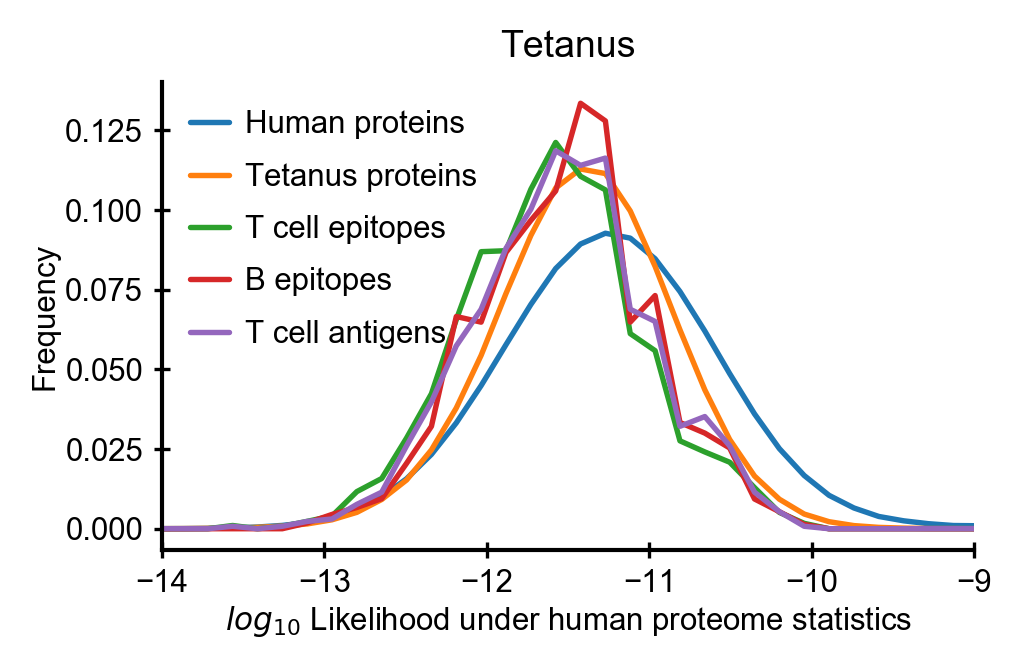 Tetanus
Human proteins
Tetanus proteins
T cell epitopes
B epitopes
T cell antigens
Frequency
0.125
0.100
0.075
0.050
0.025
0.000
−14
−13
−12
−11
−10
−9
log₁₀ Likelihood under human proteome statistics